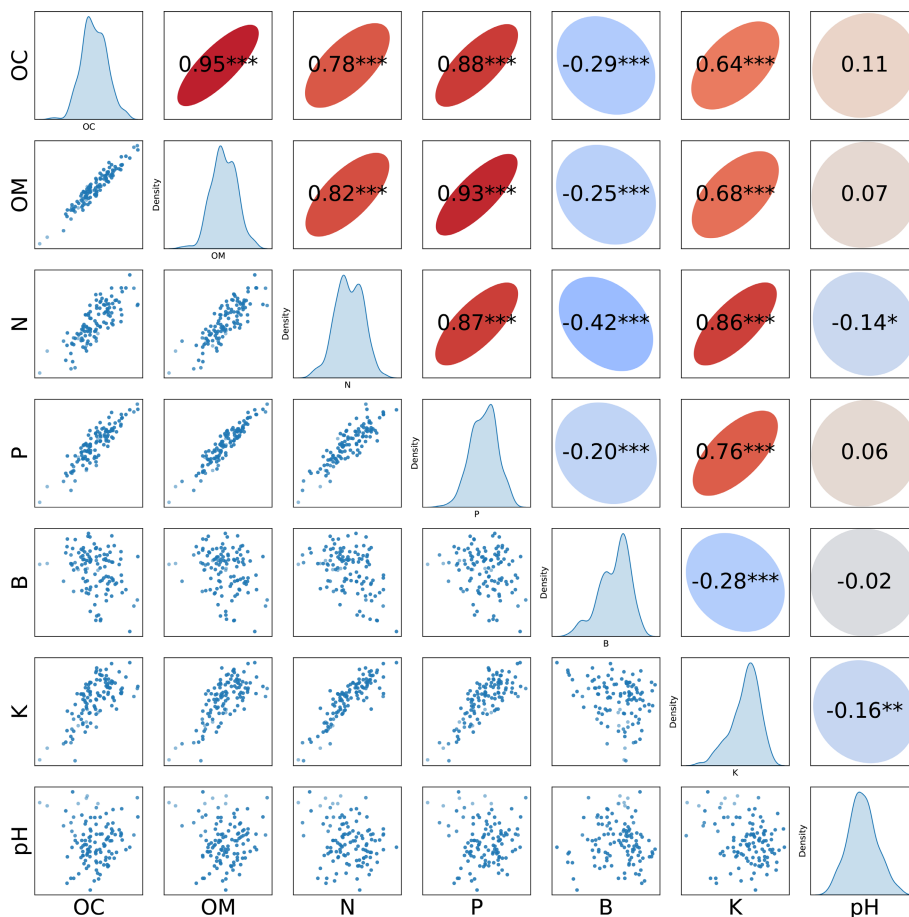 OC
0.95***
0.78***
0.88***
-0.29***
0.64***
0.11
OC
OM
Density
0.82***
0.93***
-0.25***
0.68***
0.07
OM
N
Density
0.87***
-0.42***
0.86***
-0.14*
N
P
Density
-0.20***
0.76***
0.06
P
B
Density
-0.28***
-0.02
B
K
Density
-0.16**
K
pH
Density
OC
OM
N
P
B
K
pH